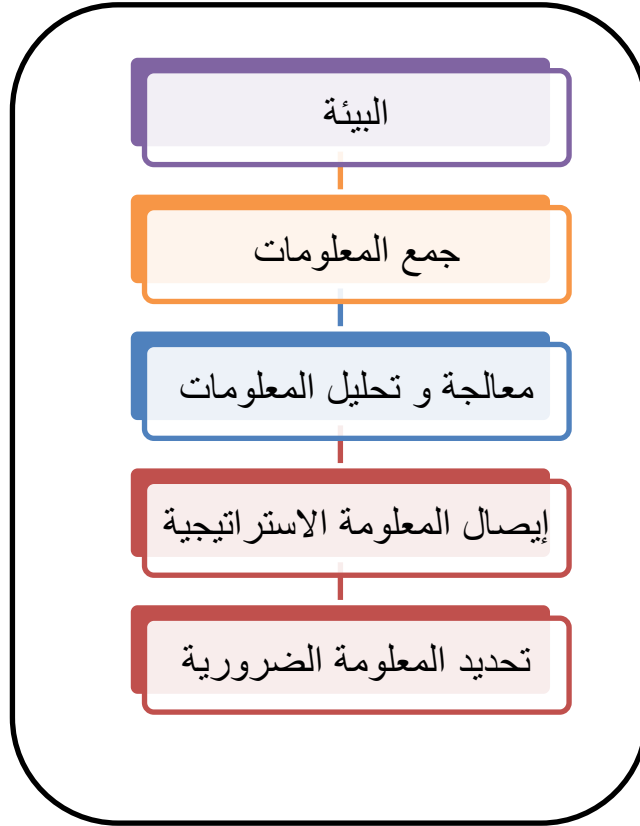 البيئة
جمع المعلومات
معالجة و تحليل المعلومات
إيصال المعلومة الاستراتيجية
تحديد المعلومة الضرورية